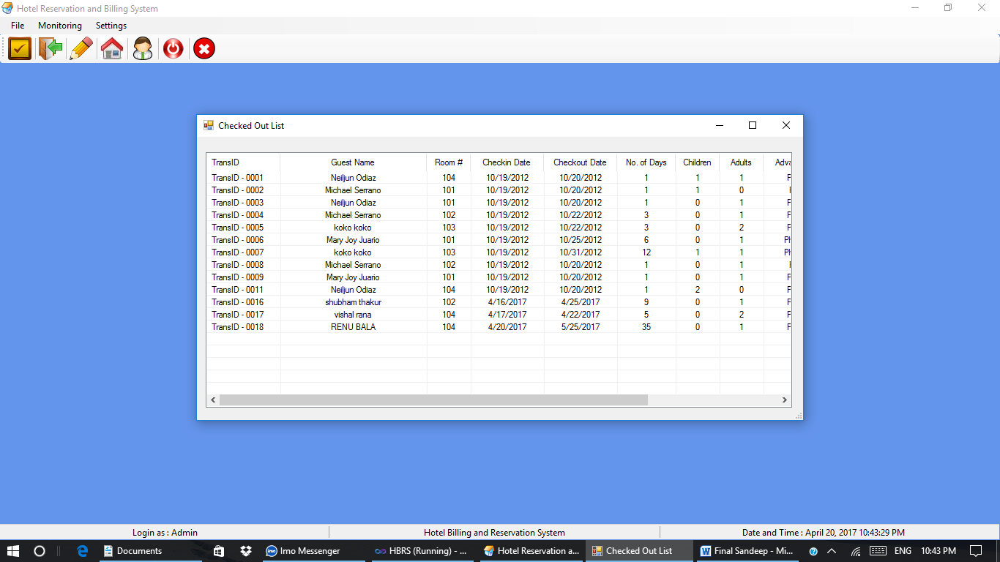 Hotel Reservation and Billing System
File Monitoring Settings
Checked Out List
TransID Guest Name Room # Checkin Date Checkout Date No. of Days Children Adults Adva
TransID - 0001 Neiljun Odiaz 104 10/19/2012 10/20/2012 1 1 1
TransID - 0002 Michael Serrano 101 10/19/2012 10/20/2012 1 1 0
TransID - 0003 Neiljun Odiaz 101 10/19/2012 10/20/2012 1 0 1
TransID - 0004 Michael Serrano 102 10/19/2012 10/22/2012 3 0 1
TransID - 0005 koko koko 103 10/19/2012 10/22/2012 3 0 2
TransID - 0006 Mary Joy Juario 101 10/19/2012 10/25/2012 6 0 1
TransID - 0007 koko koko 103 10/19/2012 10/31/2012 12 1 1
TransID - 0008 Michael Serrano 102 10/19/2012 10/20/2012 1 0 1
TransID - 0009 Mary Joy Juario 101 10/19/2012 10/20/2012 1 0 1
TransID - 0011 Neiljun Odiaz 104 10/19/2012 10/20/2012 1 2 0
TransID - 0016 shubham thakur 102 4/16/2017 4/25/2017 9 0 1
TransID - 0017 vishal rana 104 4/17/2017 4/22/2017 5 0 2
TransID - 0018 RENU BALA 104 4/20/2017 5/25/2017 35 0 1
Login as : Admin Hotel Billing and Reservation System Date and Time : April 20, 2017 10:43:29 PM
Documents imo Imo Messenger HBRS (Running) - ... Hotel Reservation a... Checked Out List Final Sandeep - Mi... ENG 10:43 PM